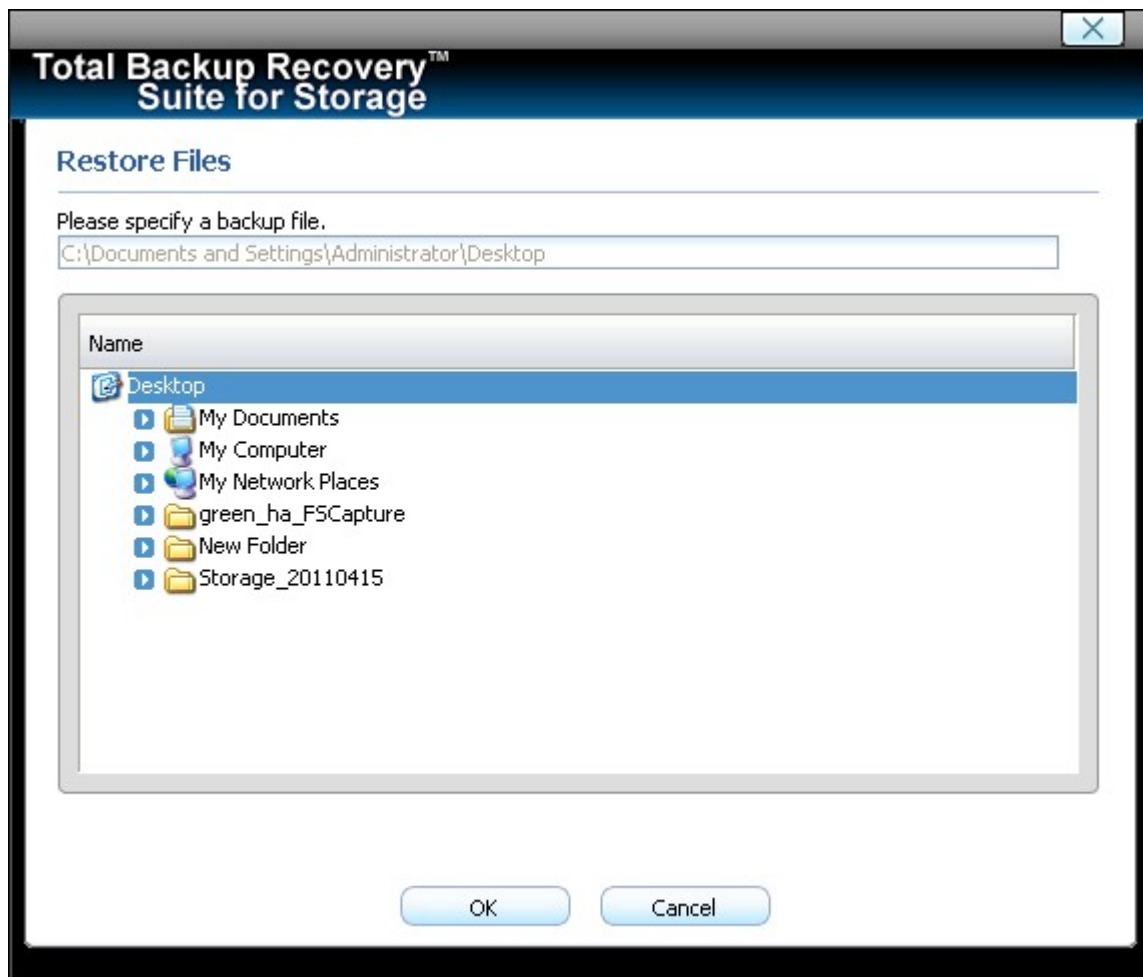 Total Backup Recovery™
Suite for Storage
Restore Files
Please specify a backup file.
C:\Documents and Settings\Administrator\Desktop
Name
Desktop
My Documents
My Computer
My Network Places
green_ha_FSCapture
New Folder
Storage_20110415
OK
Cancel